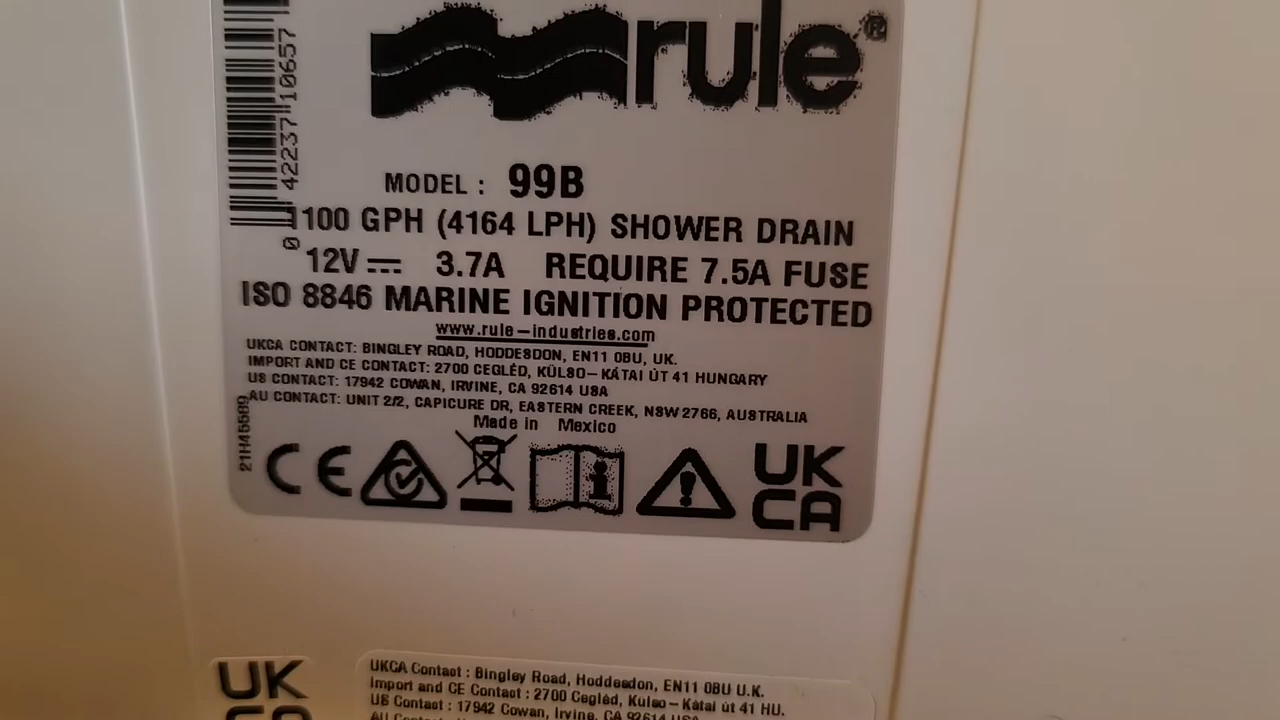 rule®
0 42237 10657
MODEL : 99B
1100 GPH (4164 LPH) SHOWER DRAIN
12V 3.7A REQUIRE 7.5A FUSE
ISO 8846 MARINE IGNITION PROTECTED
www.rule-industries.com
UKCA CONTACT: BINGLEY ROAD, HODDESDON, EN11 0BU, UK.
IMPORT AND CE CONTACT: 2700 CEGLÉD, KÜLSO-KÁTAI ÚT 41 HUNGARY
US CONTACT: 17942 COWAN, IRVINE, CA 92614 USA
AU CONTACT: UNIT 2/2, CAPICURE DR, EASTERN CREEK, NSW 2766, AUSTRALIA
Made in Mexico
21H45589
CE
UK
CA
UK
CA
UKCA Contact : Bingley Road, Hoddesdon, EN11 0BU U.K.
Import and CE Contact : 2700 Cegléd, Kulso - Kátai út 41 HU.
US Contact : 17942 Cowan, Irvine, CA 92614 USA
AU Contact